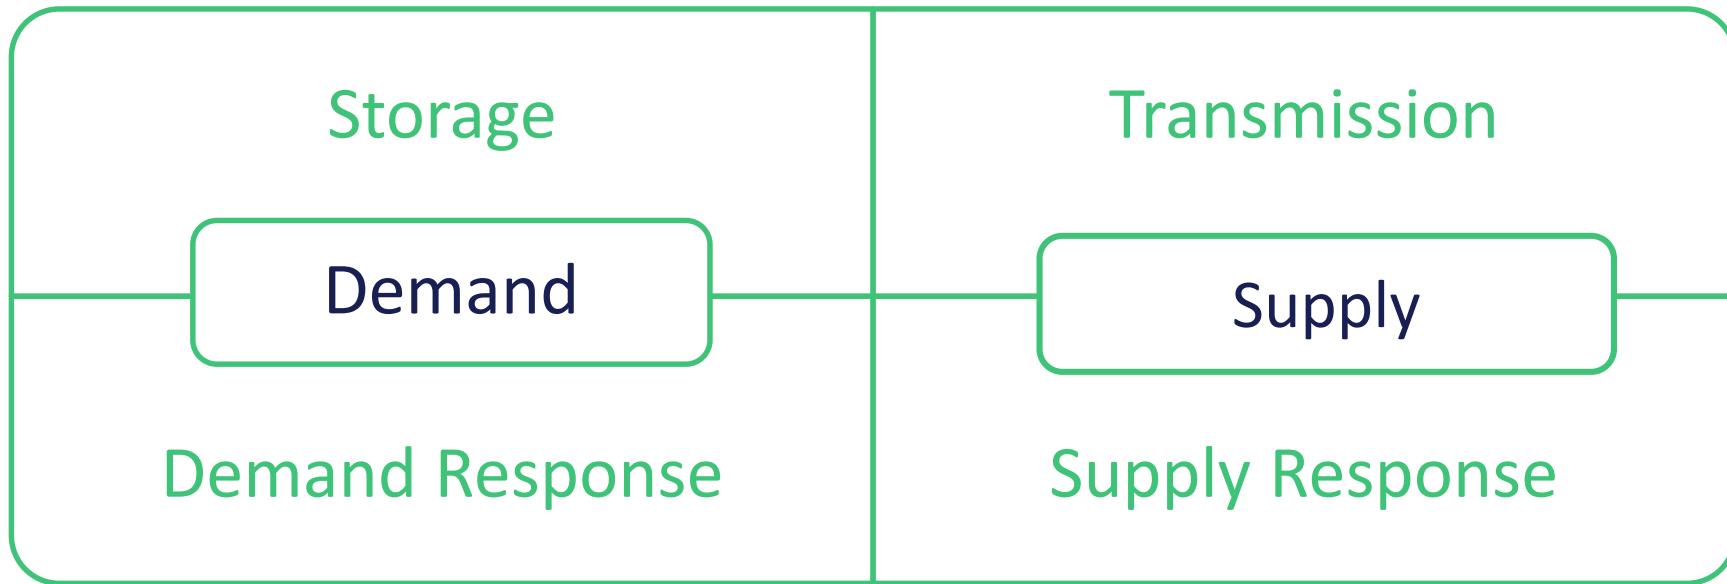 Storage
Transmission
Demand
Supply
Demand Response
Supply Response